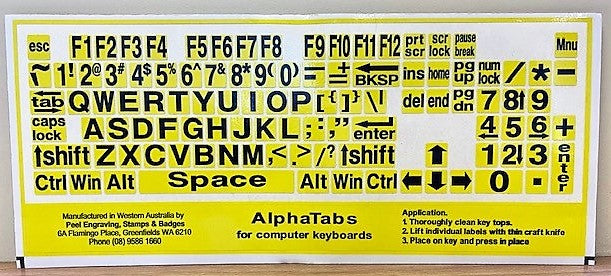 esc F1 F2 F3 F4 F5 F6 F7 F8 F9 F10 F11 F12 prt scr scr lock pause break Mnu
~ 1! 2@ 3# 4$ 5% 6^ 7& 8* 9( 0) = ± BKSP ins home pg up num lock / * -
tab Q W E R T Y U I O P [{ ]} \| del end pg dn 7 8↑ 9
caps lock A S D F G H J K L ;: ,” enter 4 5 6 +
↑shift Z X C V B N M ,< .> /? ↑shift ↑ 1 2↓ 3 enter
Ctrl Win Alt Space Alt Win Ctrl ← ↓ → 0 .
Manufactured in Western Australia by
Peel Engraving, Stamps & Badges
6A Flamingo Place, Greenfields WA 6210
Phone (08) 9586 1660
AlphaTabs
for computer keyboards
Application.
1. Thoroughly clean key tops.
2. Lift individual labels with thin craft knife
3. Place on key and press in place